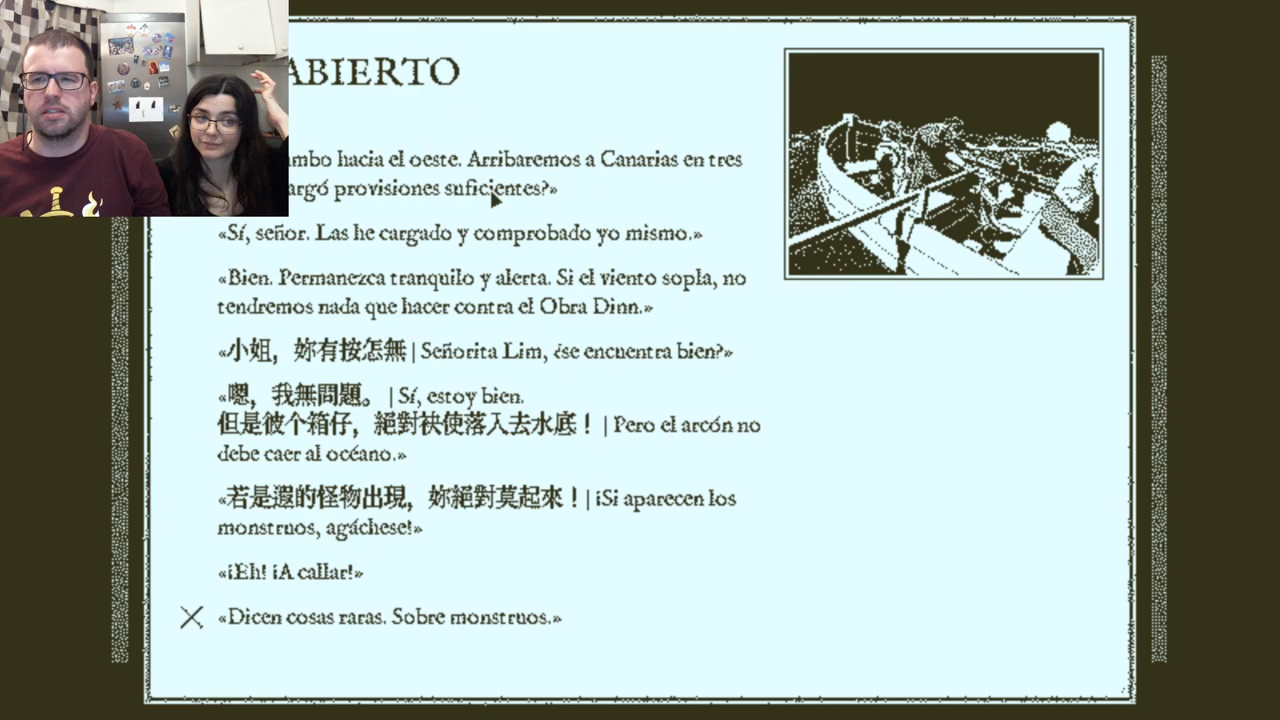 ABIERTO
mbo hacia el oeste. Arribaremos a Canarias en tres
argó provisiones suficientes?»
«Sí, señor. Las he cargado y comprobado yo mismo.»
«Bien. Permanezca tranquilo y alerta. Si el viento sopla, no
tendremos nada que hacer contra el Obra Dinn.»
«小姐，妳有按怎無 | Señorita Lim, ¿se encuentra bien?»
«嗯，我無問題。 | Sí, estoy bien.
但是彼个箱仔，絕對袂使落入去水底！ | Pero el arcón no
debe caer al océano.»
«若是遐的怪物出現，妳絕對莫起來！ | ¡Si aparecen los
monstruos, agáchese!»
«¡Eh! ¡A callar!»
«Dicen cosas raras. Sobre monstruos.»